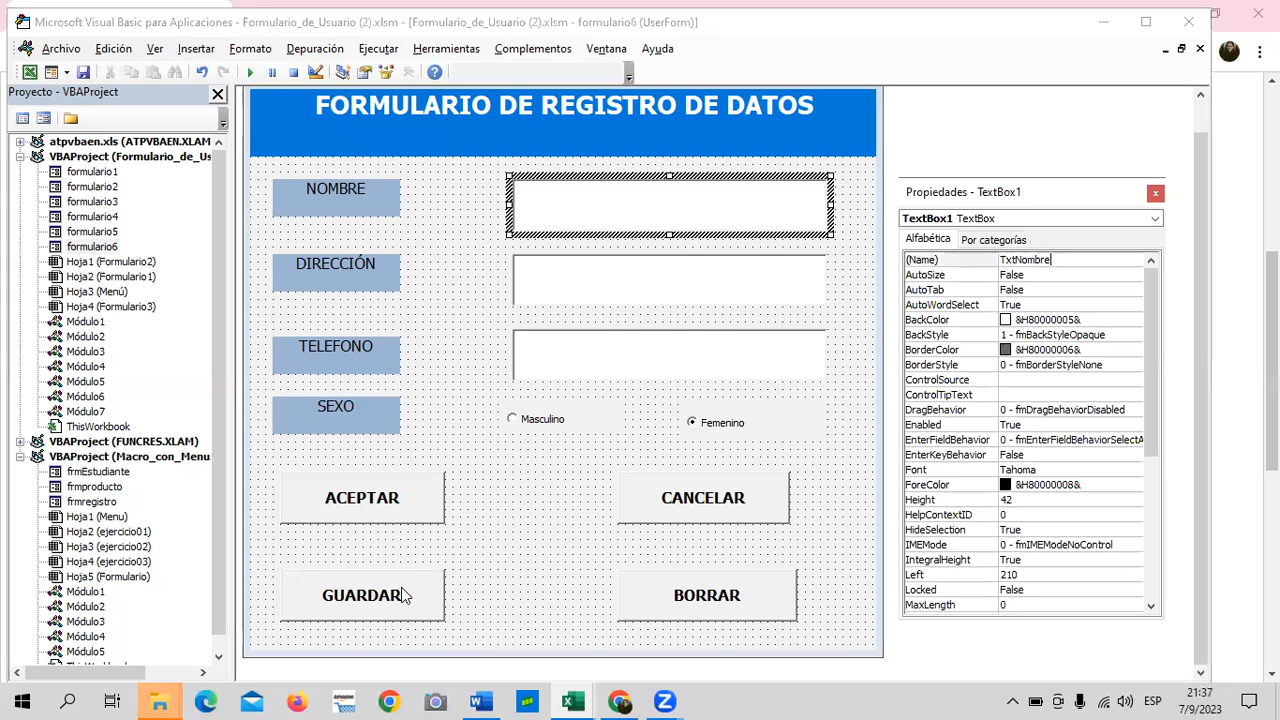 Microsoft Visual Basic para Aplicaciones - Formulario_de_Usuario (2).xlsm - [Formulario_de_Usuario (2).xlsm - formulario6 (UserForm)]
Archivo Edición Ver Insertar Formato Depuración Ejecutar Herramientas Complementos Ventana Ayuda
Proyecto - VBAProject
atpvbaen.xls (ATPVBAEN.XLAM
VBAProject (Formulario_de_Us
formulario1
formulario2
formulario3
formulario4
formulario5
formulario6
Hoja1 (Formulario2)
Hoja2 (Formulario1)
Hoja3 (Menú)
Hoja4 (Formulario3)
Módulo1
Módulo2
Módulo3
Módulo4
Módulo5
Módulo6
Módulo7
ThisWorkbook
VBAProject (FUNCRES.XLAM)
VBAProject (Macro_con_Menu
frmEstudiante
frmproducto
frmregistro
Hoja1 (Menu)
Hoja2 (ejercicio01)
Hoja3 (ejercicio02)
Hoja4 (ejercicio03)
Hoja5 (Formulario)
Módulo1
Módulo2
Módulo3
Módulo4
Módulo5
FORMULARIO DE REGISTRO DE DATOS
NOMBRE
DIRECCIÓN
TELEFONO
SEXO
Masculino Femenino
ACEPTAR CANCELAR
GUARDAR BORRAR
Propiedades - TextBox1
TextBox1 TextBox
Alfabética Por categorías
(Name) TxtNombre
AutoSize False
AutoTab False
AutoWordSelect True
BackColor &H80000005&
BackStyle 1 - fmBackStyleOpaque
BorderColor &H80000006&
BorderStyle 0 - fmBorderStyleNone
ControlSource
ControlTipText
DragBehavior 0 - fmDragBehaviorDisabled
Enabled True
EnterFieldBehavior 0 - fmEnterFieldBehaviorSelectA
EnterKeyBehavior False
Font Tahoma
ForeColor &H80000008&
Height 42
HelpContextID 0
HideSelection True
IMEMode 0 - fmIMEModeNoControl
IntegralHeight True
Left 210
Locked False
MaxLength 0
ESP
21:37
7/9/2023